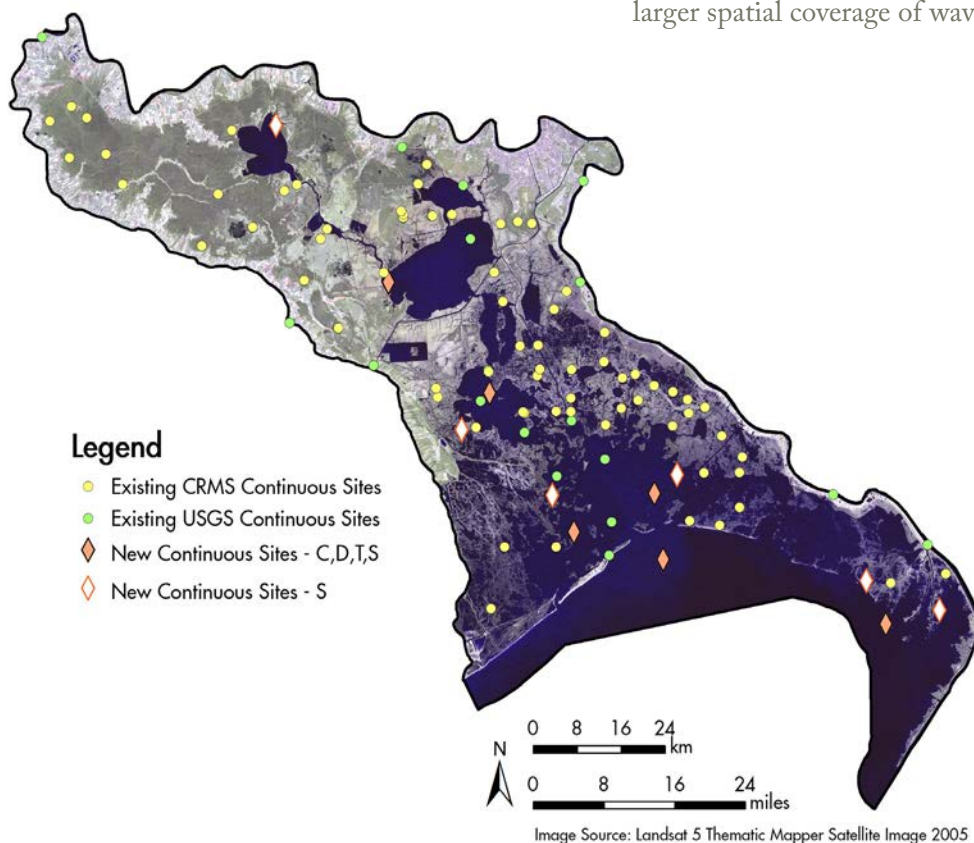 larger spatial coverage of wav
Legend
Existing CRMS Continuous Sites
Existing USGS Continuous Sites
New Continuous Sites - C,D,T,S
New Continuous Sites - S
N
0 8 16 24
km
0 8 16 24
miles
Image Source: Landsat 5 Thematic Mapper Satellite Image 2005